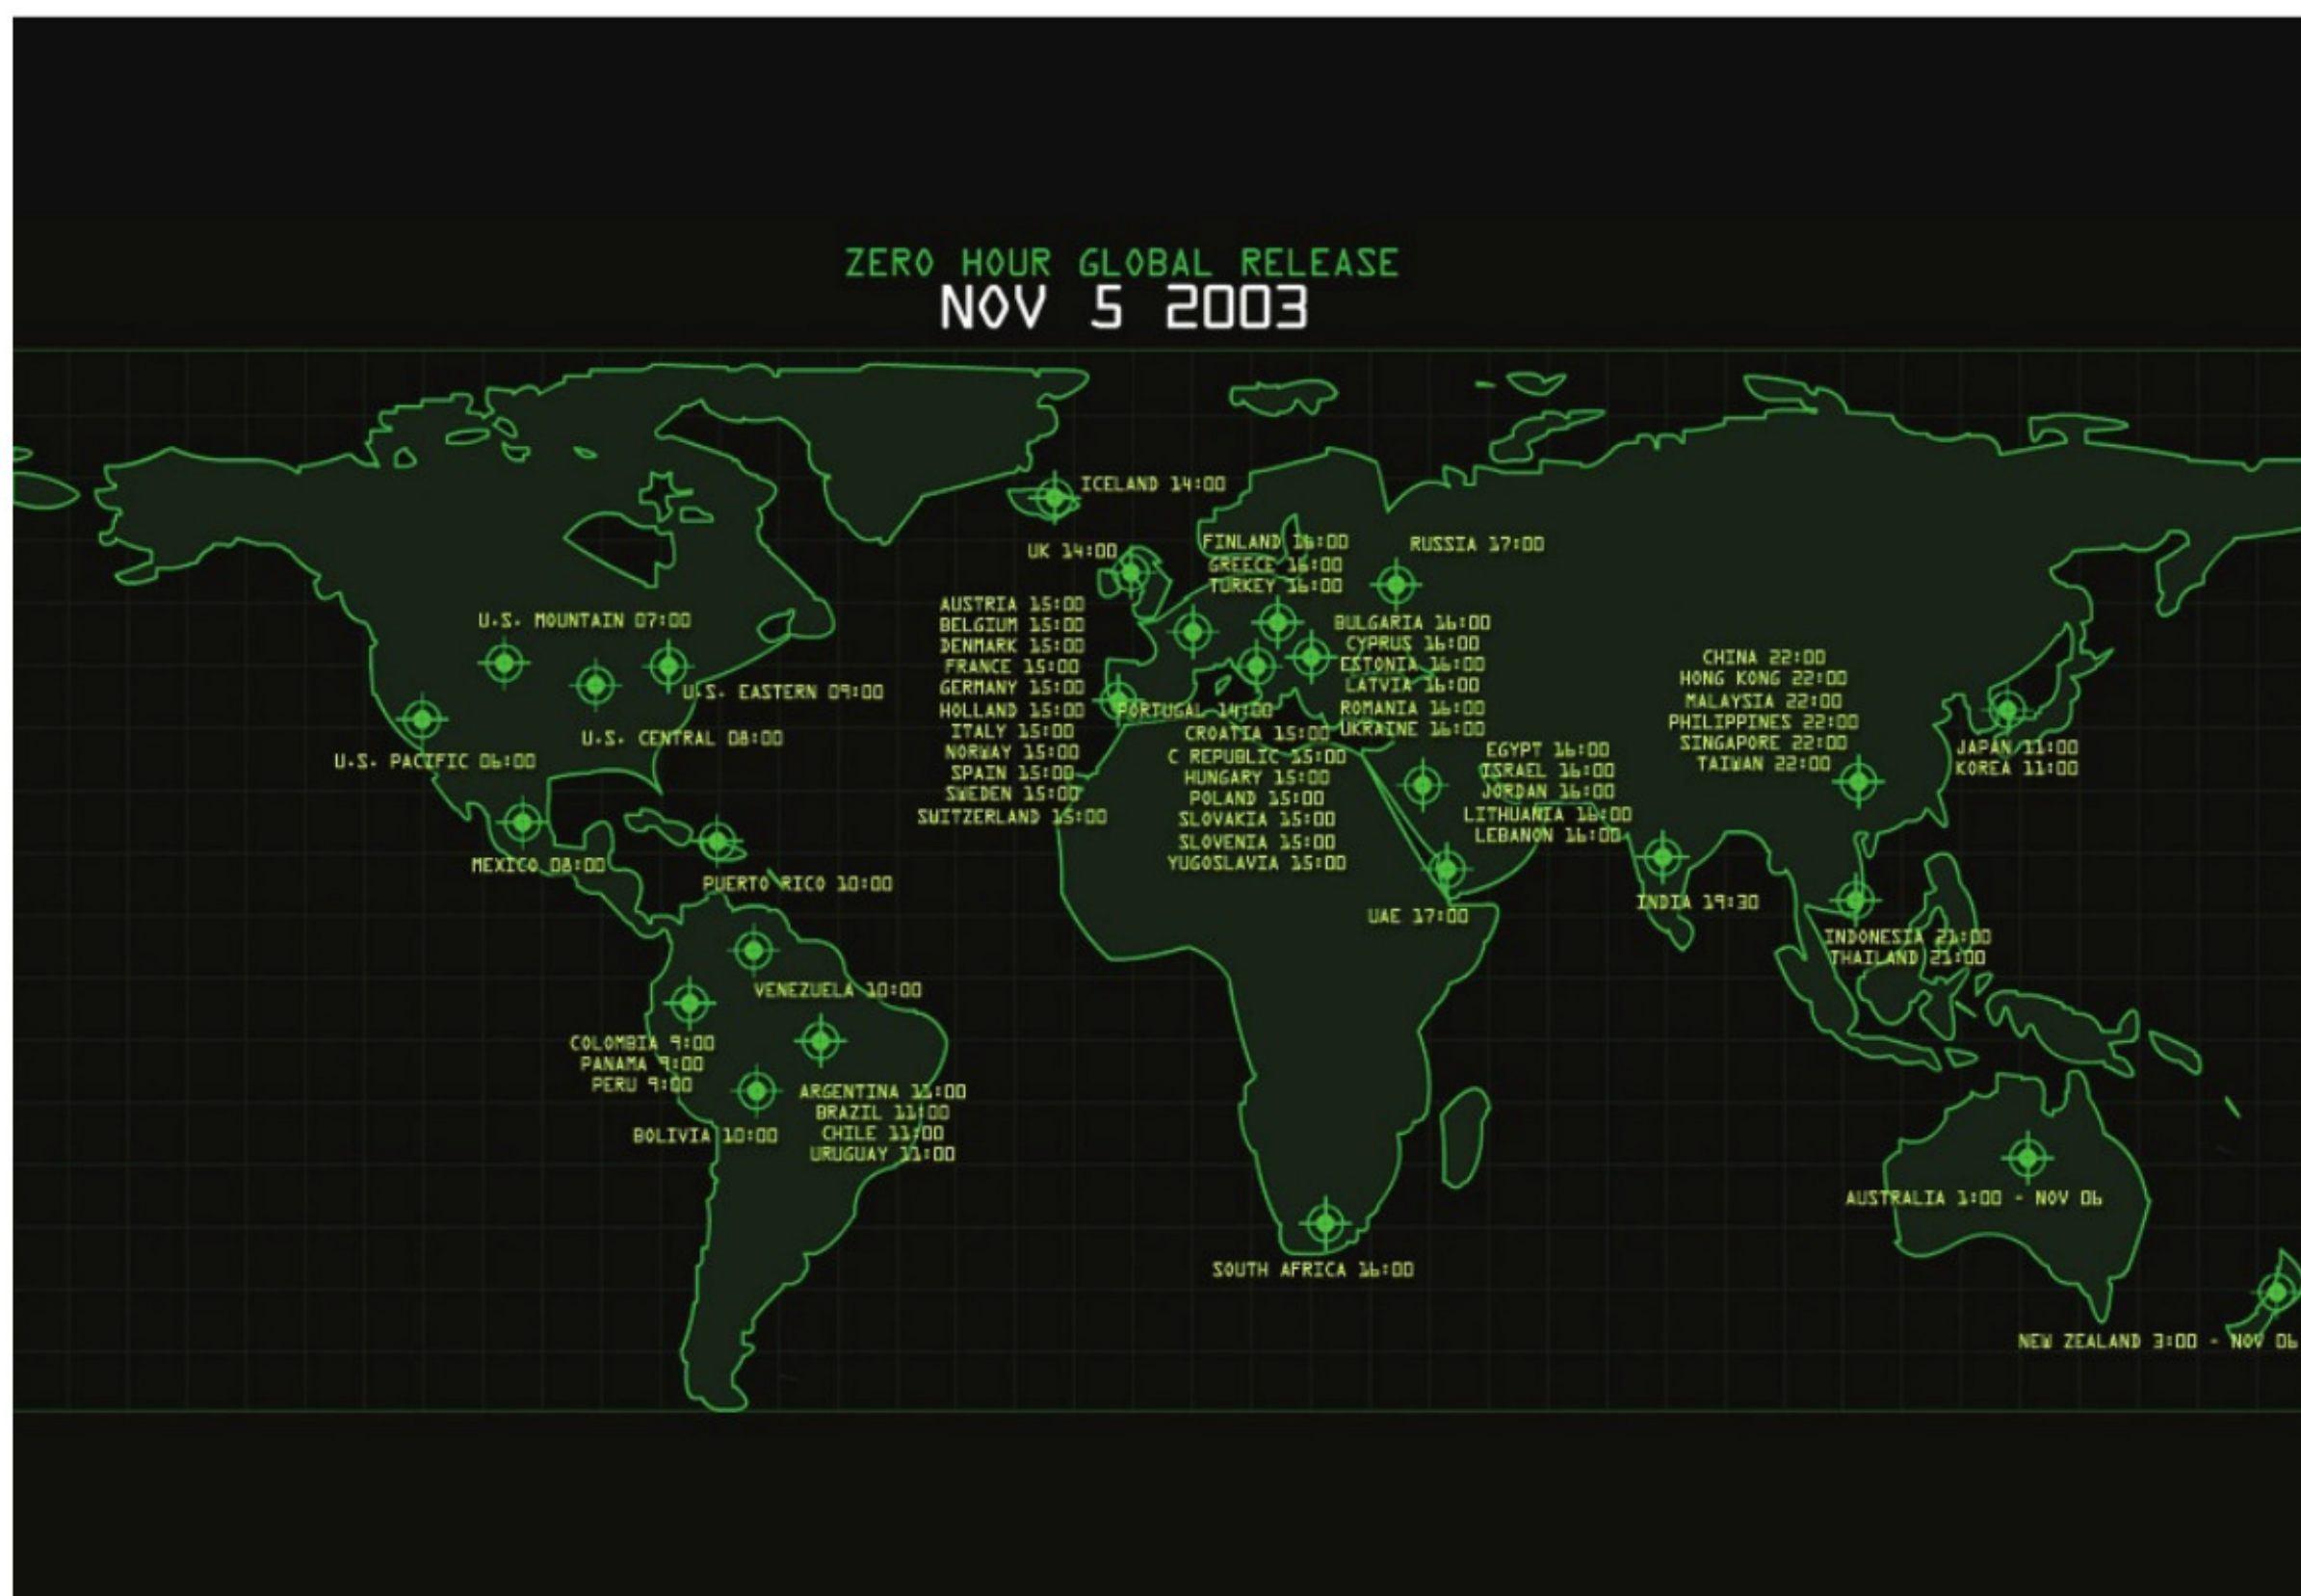 ZERO HOUR GLOBAL RELEASE
NOV 5 2003
ICELAND 14:00
UK 14:00
FINLAND 16:00
GREECE 16:00
TURKEY 16:00
RUSSIA 17:00
U.S. MOUNTAIN 07:00
U.S. EASTERN 09:00
U.S. CENTRAL 08:00
U.S. PACIFIC 06:00
AUSTRIA 15:00
BELGIUM 15:00
DENMARK 15:00
FRANCE 15:00
GERMANY 15:00
HOLLAND 15:00
ITALY 15:00
NORWAY 15:00
SPAIN 15:00
SWEDEN 15:00
SWITZERLAND 15:00
PORTUGAL 14:00
BULGARIA 16:00
CYPRUS 16:00
ESTONIA 16:00
LATVIA 16:00
ROMANIA 16:00
UKRAINE 16:00
CROATIA 15:00
C REPUBLIC 15:00
HUNGARY 15:00
POLAND 15:00
SLOVAKIA 15:00
SLOVENIA 15:00
YUGOSLAVIA 15:00
EGYPT 16:00
ISRAEL 16:00
JORDAN 16:00
LITHUANIA 16:00
LEBANON 16:00
CHINA 22:00
HONG KONG 22:00
MALAYSIA 22:00
PHILIPPINES 22:00
SINGAPORE 22:00
TAIWAN 22:00
JAPAN 11:00
KOREA 11:00
MEXICO 08:00
PUERTO RICO 10:00
UAE 17:00
INDIA 19:30
INDONESIA 21:00
THAILAND 21:00
VENEZUELA 10:00
COLOMBIA 9:00
PANAMA 9:00
PERU 9:00
BOLIVIA 10:00
ARGENTINA 11:00
BRAZIL 11:00
CHILE 11:00
URUGUAY 11:00
SOUTH AFRICA 16:00
AUSTRALIA 1:00 - NOV 06
NEW ZEALAND 3:00 - NOV 06